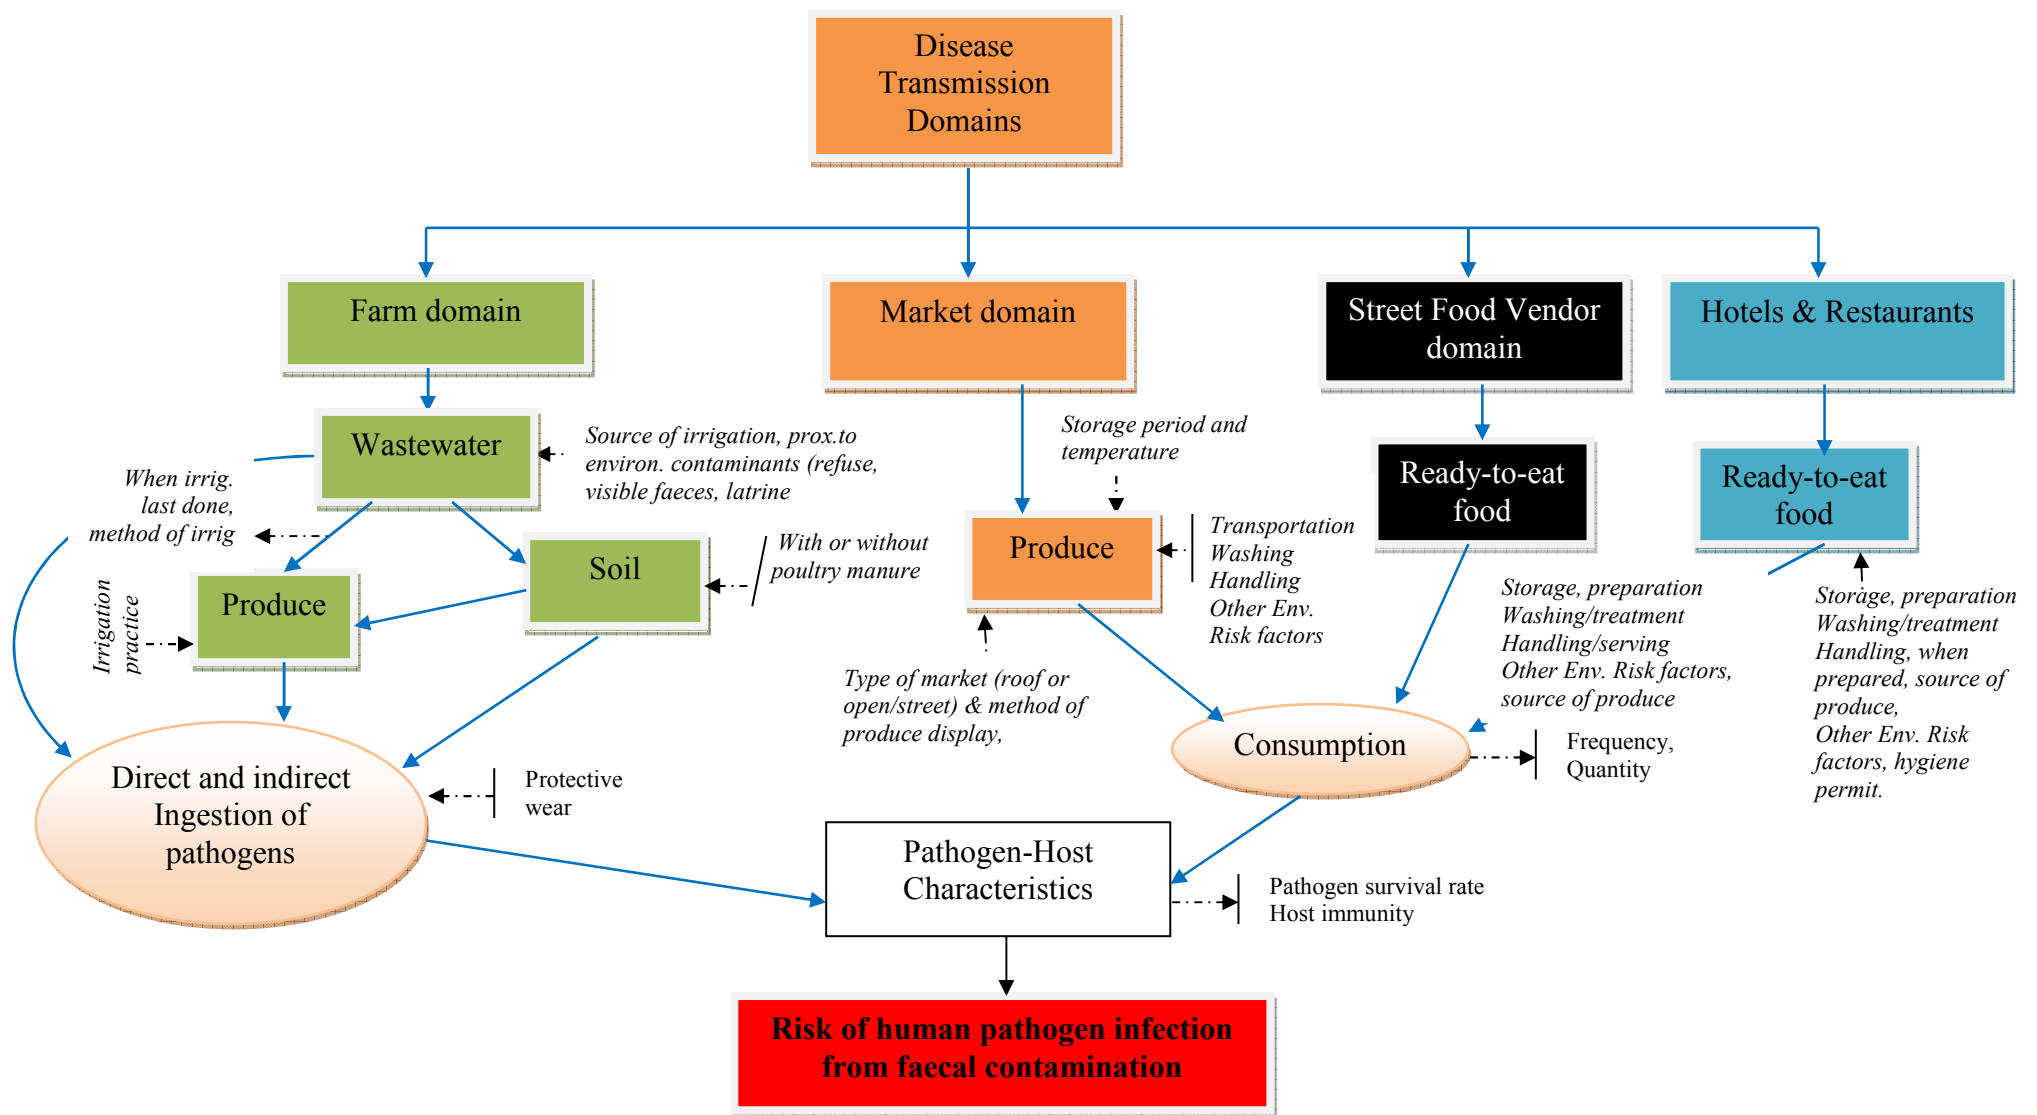 Disease
Transmission
Domains
Farm domain
Market domain
Street Food Vendor
domain
Hotels & Restaurants
Wastewater
Source of irrigation, prox.to
environ. contaminants (refuse,
visible faeces, latrine
Storage period and
temperature
Ready-to-eat
food
Ready-to-eat
food
When irrig.
last done,
method of irrig
Produce
Soil
With or without
poultry manure
Irrigation
practice
Produce
Transportation
Washing
Handling
Other Env.
Risk factors
Type of market (roof or
open/street) & method of
produce display,
Storage, preparation
Washing/treatment
Handling/serving
Other Env. Risk factors,
source of produce
Storage, preparation
Washing/treatment
Handling, when
prepared, source of
produce,
Other Env. Risk
factors, hygiene
permit.
Direct and indirect
Ingestion of
pathogens
Protective
wear
Consumption
Frequency,
Quantity
Pathogen-Host
Characteristics
Pathogen survival rate
Host immunity
Risk of human pathogen infection
from faecal contamination